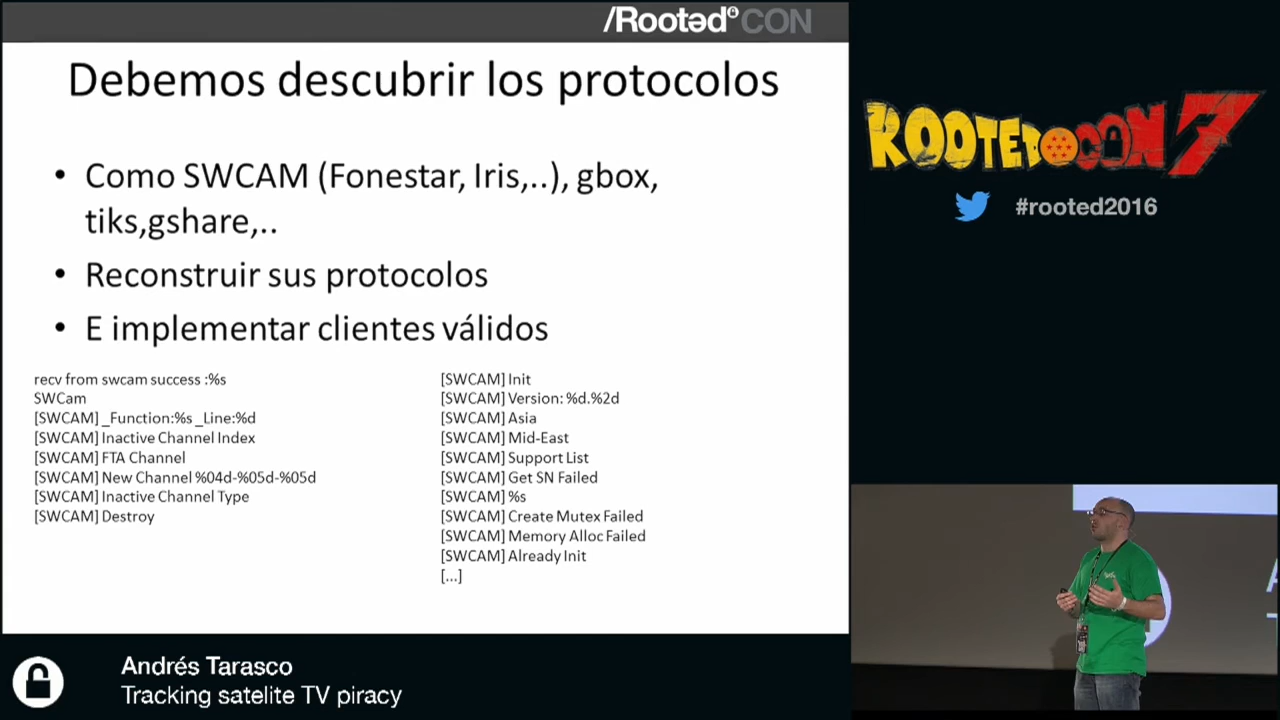 /Rootəd CON
Debemos descubrir los protocolos
• Como SWCAM (Fonestar, Iris,..), gbox,
tiks,gshare,..
• Reconstruir sus protocolos
• E implementar clientes válidos
recv from swcam success :%s
SWCam
[SWCAM] _Function:%s _Line:%d
[SWCAM] Inactive Channel Index
[SWCAM] FTA Channel
[SWCAM] New Channel %04d-%05d-%05d
[SWCAM] Inactive Channel Type
[SWCAM] Destroy
[SWCAM] Init
[SWCAM] Version: %d.%2d
[SWCAM] Asia
[SWCAM] Mid-East
[SWCAM] Support List
[SWCAM] Get SN Failed
[SWCAM] %s
[SWCAM] Create Mutex Failed
[SWCAM] Memory Alloc Failed
[SWCAM] Already Init
[...]
ROOTEDCON 7
#rooted2016
Andrés Tarasco
Tracking satelite TV piracy